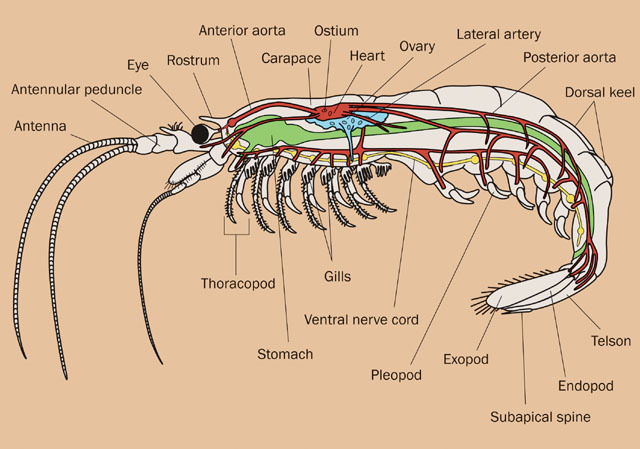 Anterior aorta
Ostium
Lateral artery
Carapace
Heart
Ovary
Eye
Rostrum
Posterior aorta
Antennular peduncle
Dorsal keel
Antenna
Thoracopod
Gills
Ventral nerve cord
Stomach
Pleopod
Exopod
Telson
Endopod
Subapical spine